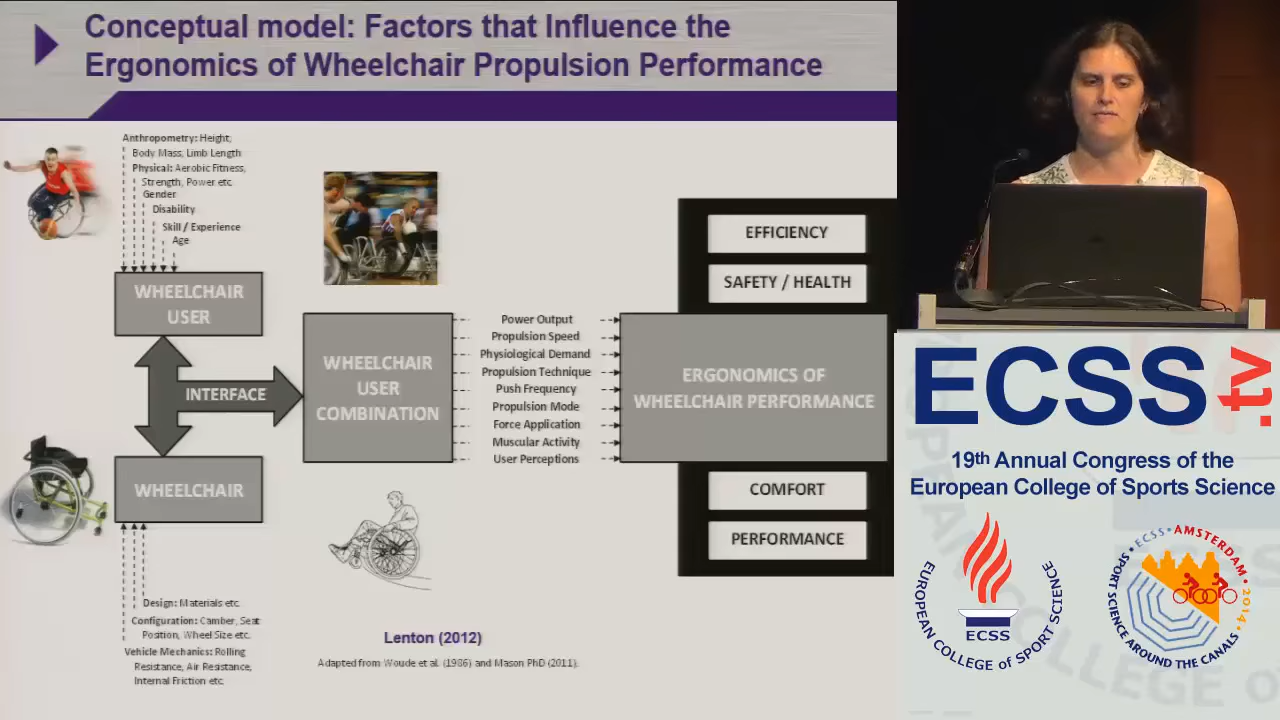 Conceptual model: Factors that Influence the
Ergonomics of Wheelchair Propulsion Performance
Anthropometry: Height,
Body Mass, Limb Length
Physical: Aerobic Fitness,
Strength, Power etc.
Gender
Disability
Skill / Experience
Age
WHEELCHAIR
USER
INTERFACE
WHEELCHAIR
Design: Materials etc.
Configuration: Camber, Seat
Position, Wheel Size etc.
Vehicle Mechanics: Rolling
Resistance, Air Resistance,
Internal Friction etc.
WHEELCHAIR
USER
COMBINATION
Power Output
Propulsion Speed
Physiological Demand
Propulsion Technique
Push Frequency
Propulsion Mode
Force Application
Muscular Activity
User Perceptions
EFFICIENCY
SAFETY / HEALTH
ERGONOMICS OF
WHEELCHAIR PERFORMANCE
COMFORT
PERFORMANCE
Lenton (2012)
Adapted from Woude et al. (1986) and Mason PhD (2011).
ECSS.tv
19th Annual Congress of the
European College of Sports Science
EUROPEAN COLLEGE OF SPORT SCIENCE
ECSS
ECSS • AMSTERDAM • 2014
SPORT SCIENCE AROUND THE CANALS